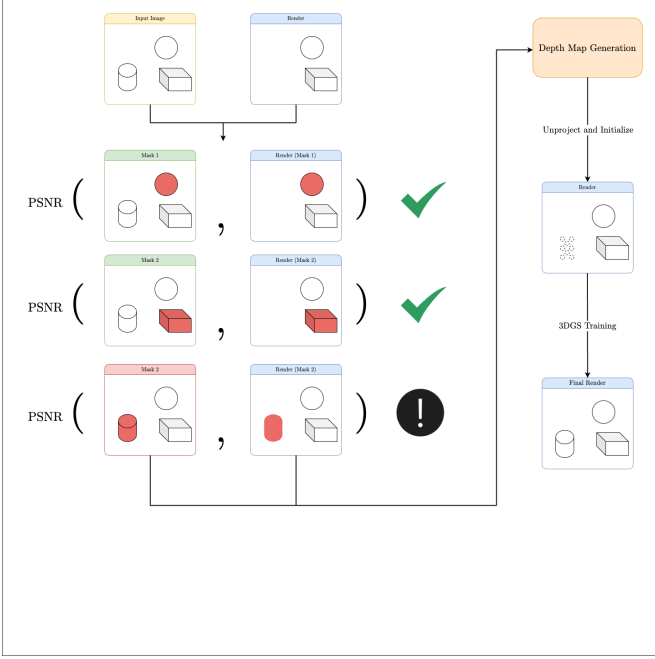 Input Image
Render
Depth Map Generation
Unproject and Initialize
Mask 1
Render (Mask 1)
PSNR ( , )
Render
Mask 2
Render (Mask 2)
PSNR ( , )
3DGS Training
Mask 2
Render (Mask 2)
PSNR ( , )
!
Final Render